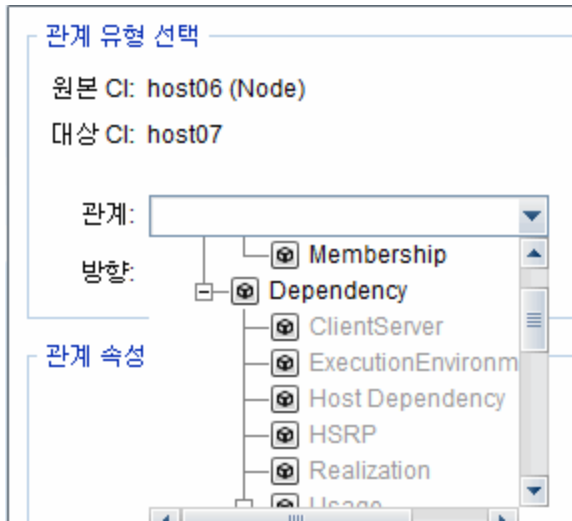 관계 유형 선택
원본 CI: host06 (Node)
대상 CI: host07
관계:
Membership
방향:
Dependency
ClientServer
관계 속성
ExecutionEnvironm
Host Dependency
HSRP
Realization
Usage